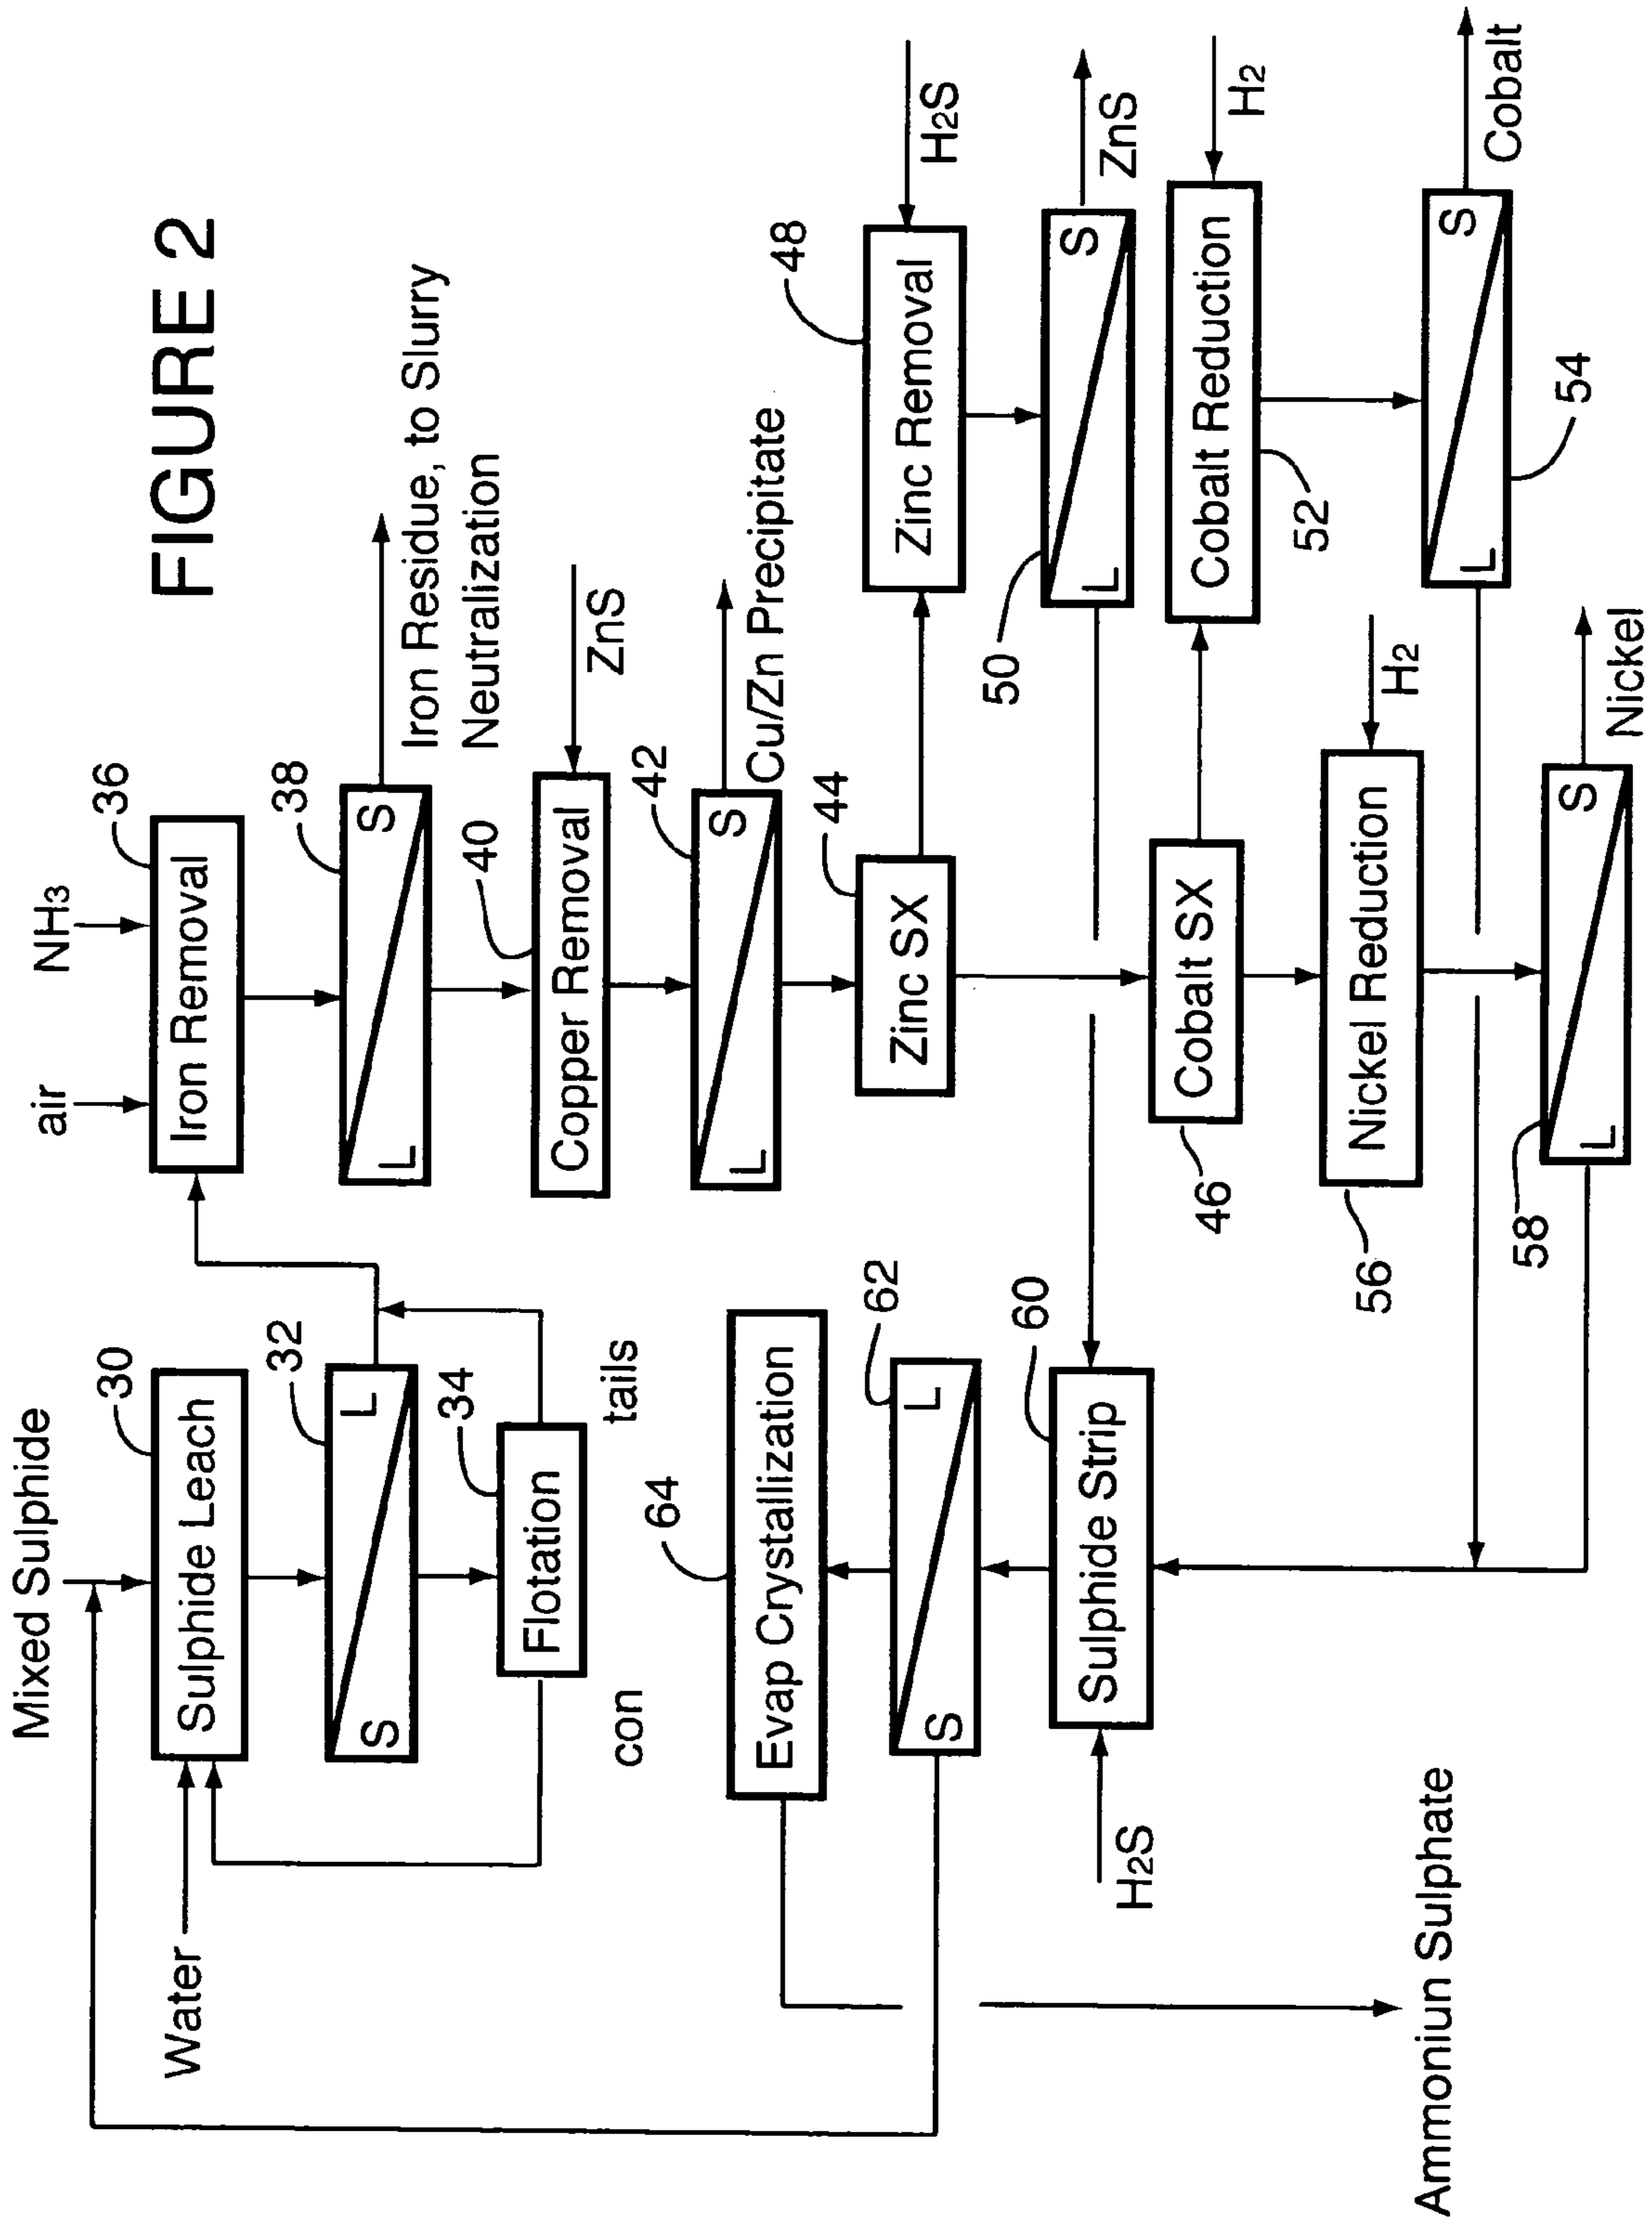 FIGURE 2
Mixed Sulphide
30
Water
Sulphide Leach
32
S
L
34
Flotation
con
tails
air
NH3
36
Iron Removal
38
L
S
Iron Residue, to Slurry
Neutralization
40
Copper Removal
ZnS
42
L
S
Cu/Zn Precipitate
44
Zinc SX
48
Zinc Removal
H2S
50
L
S
ZnS
46
Cobalt SX
52
Cobalt Reduction
H2
54
L
S
Cobalt
56
Nickel Reduction
H2
58
L
S
Nickel
64
Evap Crystallization
62
S
L
60
Sulphide Strip
H2S
Ammoniun Sulphate